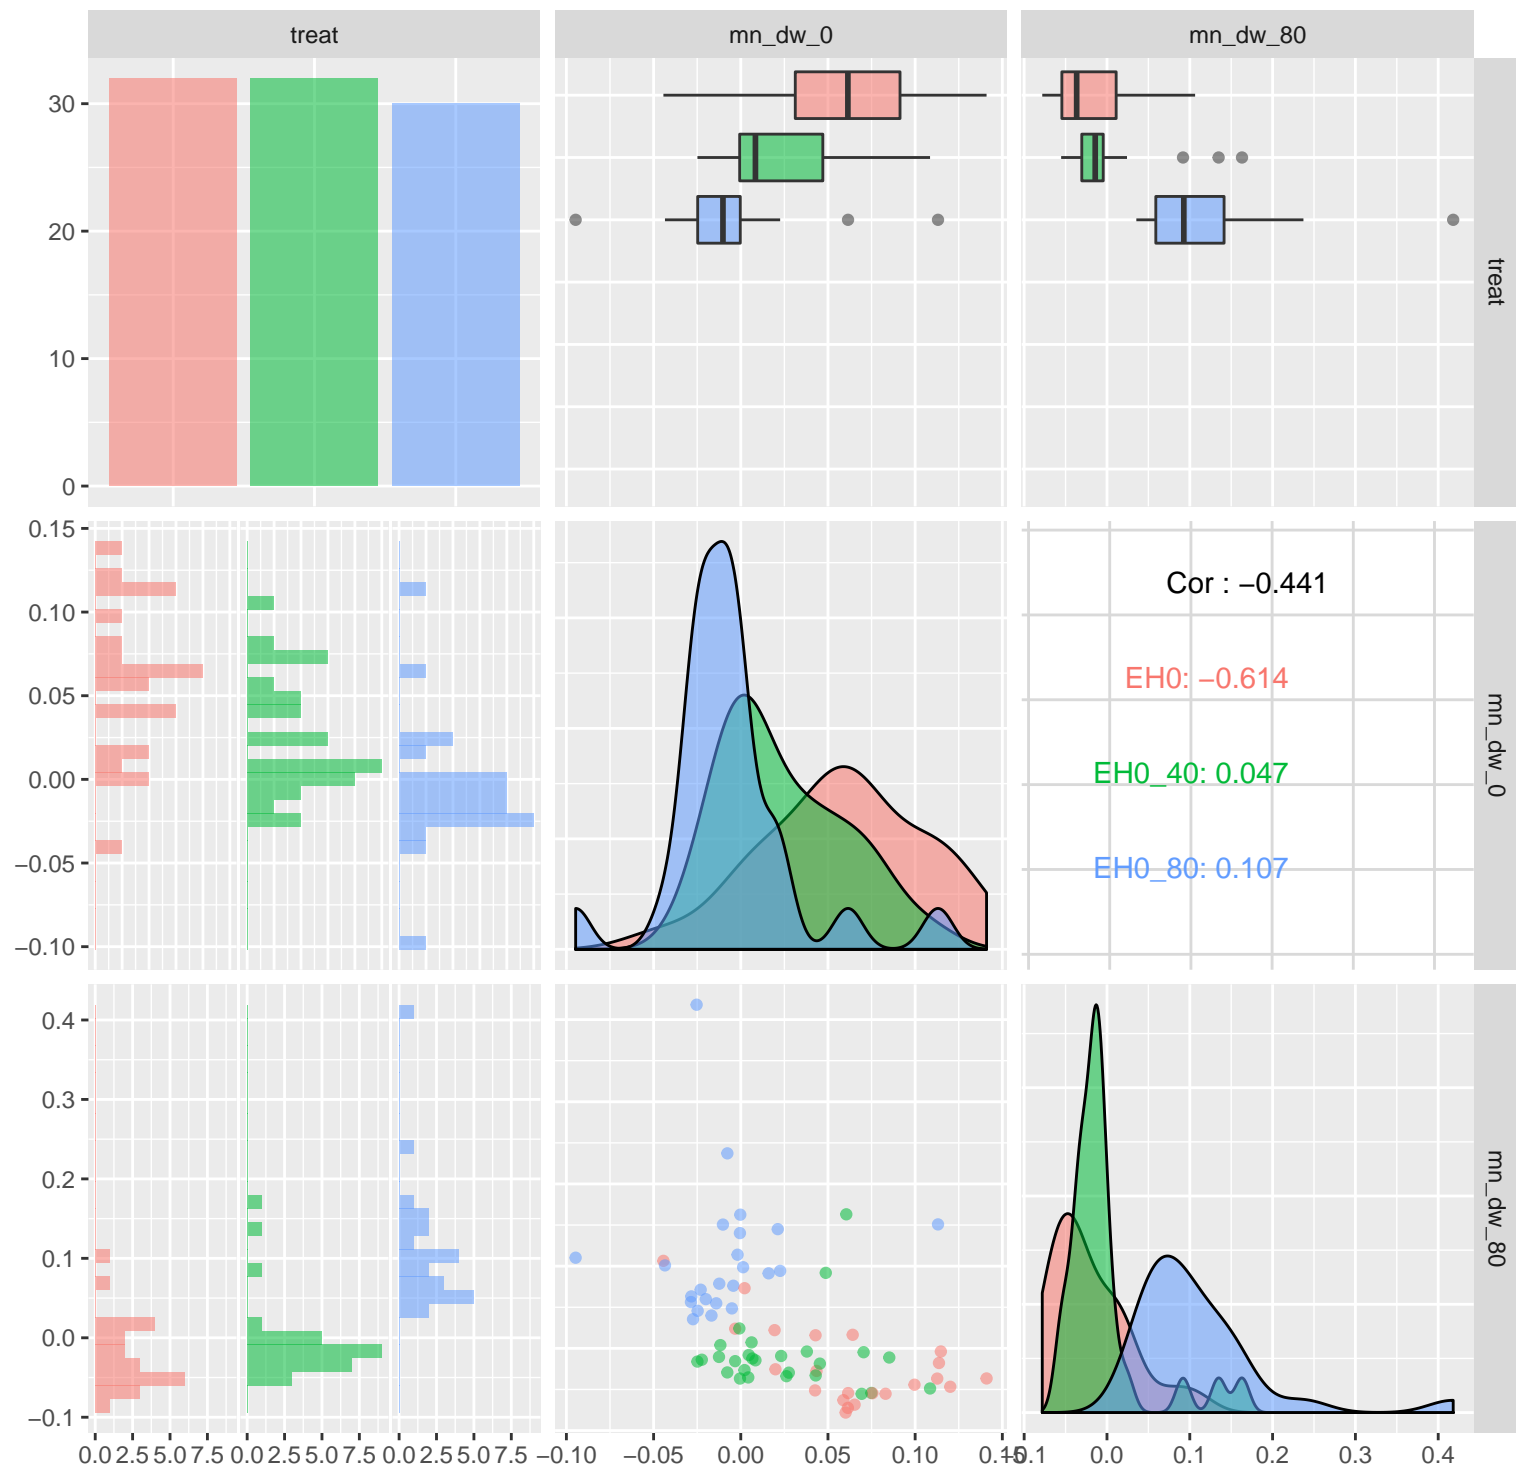 treat mn_dw_0 mn_dw_80
30
20
10
0
treat
0.15
0.10
0.05
0.00
−0.05
−0.10
Cor : −0.441
EH0: −0.614
EH0_40: 0.047
EH0_80: 0.107
mn_dw_0
0.4
0.3
0.2
0.1
0.0
−0.1
mn_dw_80
0.0 2.5 5.0 7.5 0.0 2.5 5.0 7.5 0.0 2.5 5.0 7.5 −0.10 −0.05 0.00 0.05 0.10 0.15 −0.1 0.0 0.1 0.2 0.3 0.4